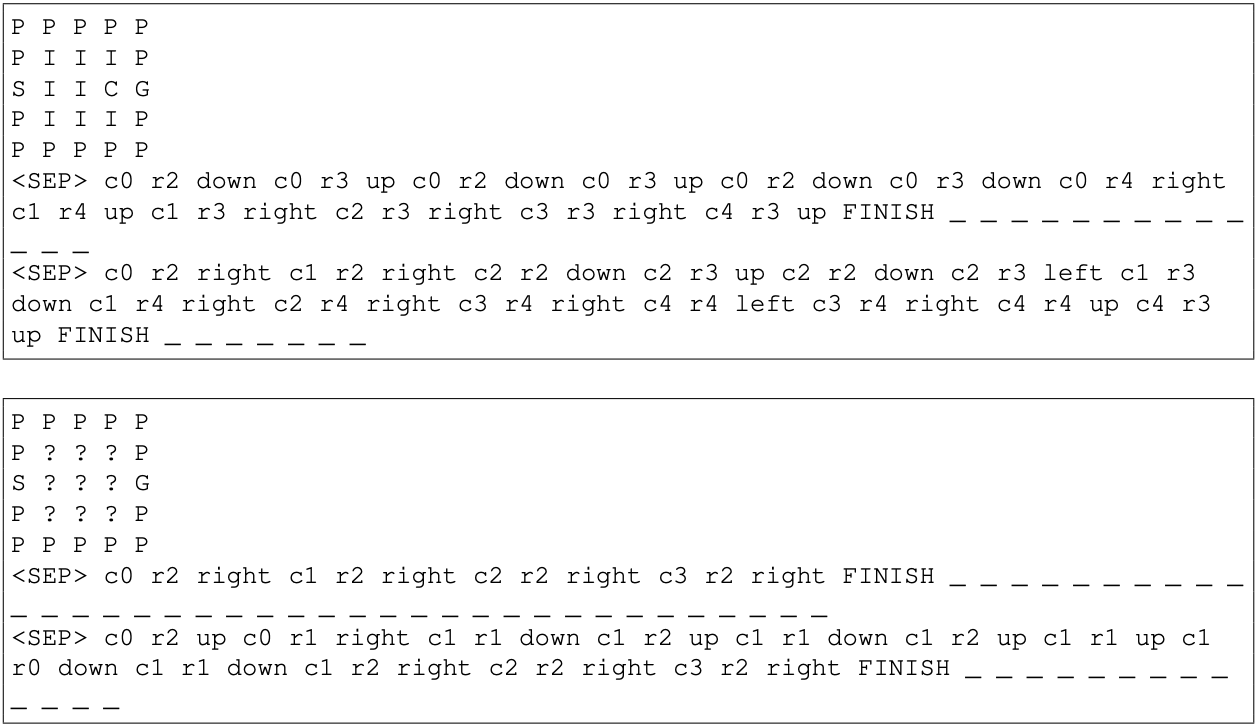 P P P P P
P I I I P
S I I C G
P I I I P
P P P P P
<SEP> c0 r2 down c0 r3 up c0 r2 down c0 r3 up c0 r2 down c0 r3 down c0 r4 right
c1 r4 up c1 r3 right c2 r3 right c3 r3 right c4 r3 up FINISH _ _ _ _ _ _ _ _ _ _
_ _ _
<SEP> c0 r2 right c1 r2 right c2 r2 down c2 r3 up c2 r2 down c2 r3 left c1 r3
down c1 r4 right c2 r4 right c3 r4 right c4 r4 left c3 r4 right c4 r4 up c4 r3
up FINISH _ _ _ _ _ _ _
P P P P P
P ? ? ? P
S ? ? ? G
P ? ? ? P
P P P P P
<SEP> c0 r2 right c1 r2 right c2 r2 right c3 r2 right FINISH _ _ _ _ _ _ _ _ _ _
_ _ _ _ _ _ _ _ _ _ _ _ _ _ _ _ _ _ _ _ _ _ _ _ _ _ _
<SEP> c0 r2 up c0 r1 right c1 r1 down c1 r2 up c1 r1 down c1 r2 up c1 r1 up c1
r0 down c1 r1 down c1 r2 right c2 r2 right c3 r2 right FINISH _ _ _ _ _ _ _ _ _
_ _ _ _